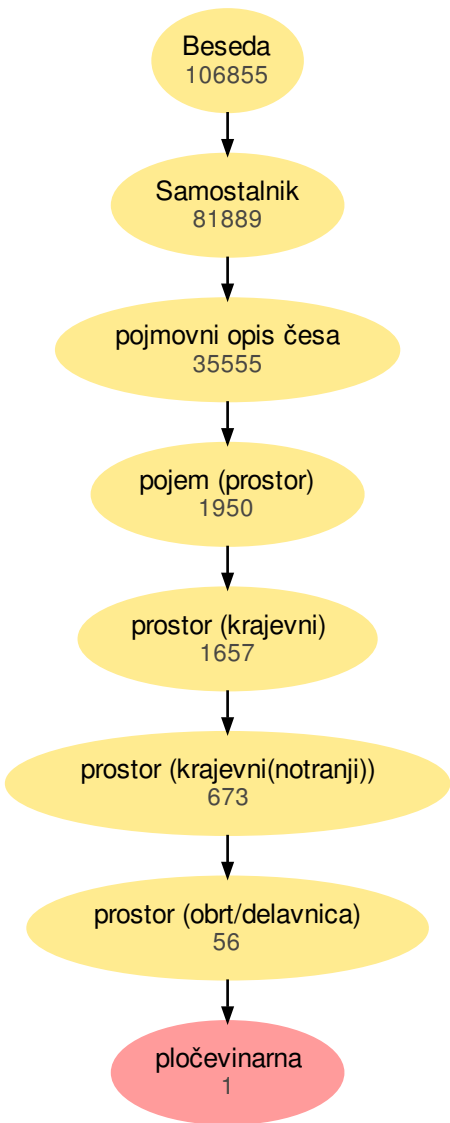 Beseda
106855
Samostalnik
81889
pojmovni opis česa
35555
pojem (prostor)
1950
prostor (krajevni)
1657
prostor (krajevni(notranji))
673
prostor (obrt/delavnica)
56
pločevinarna
1